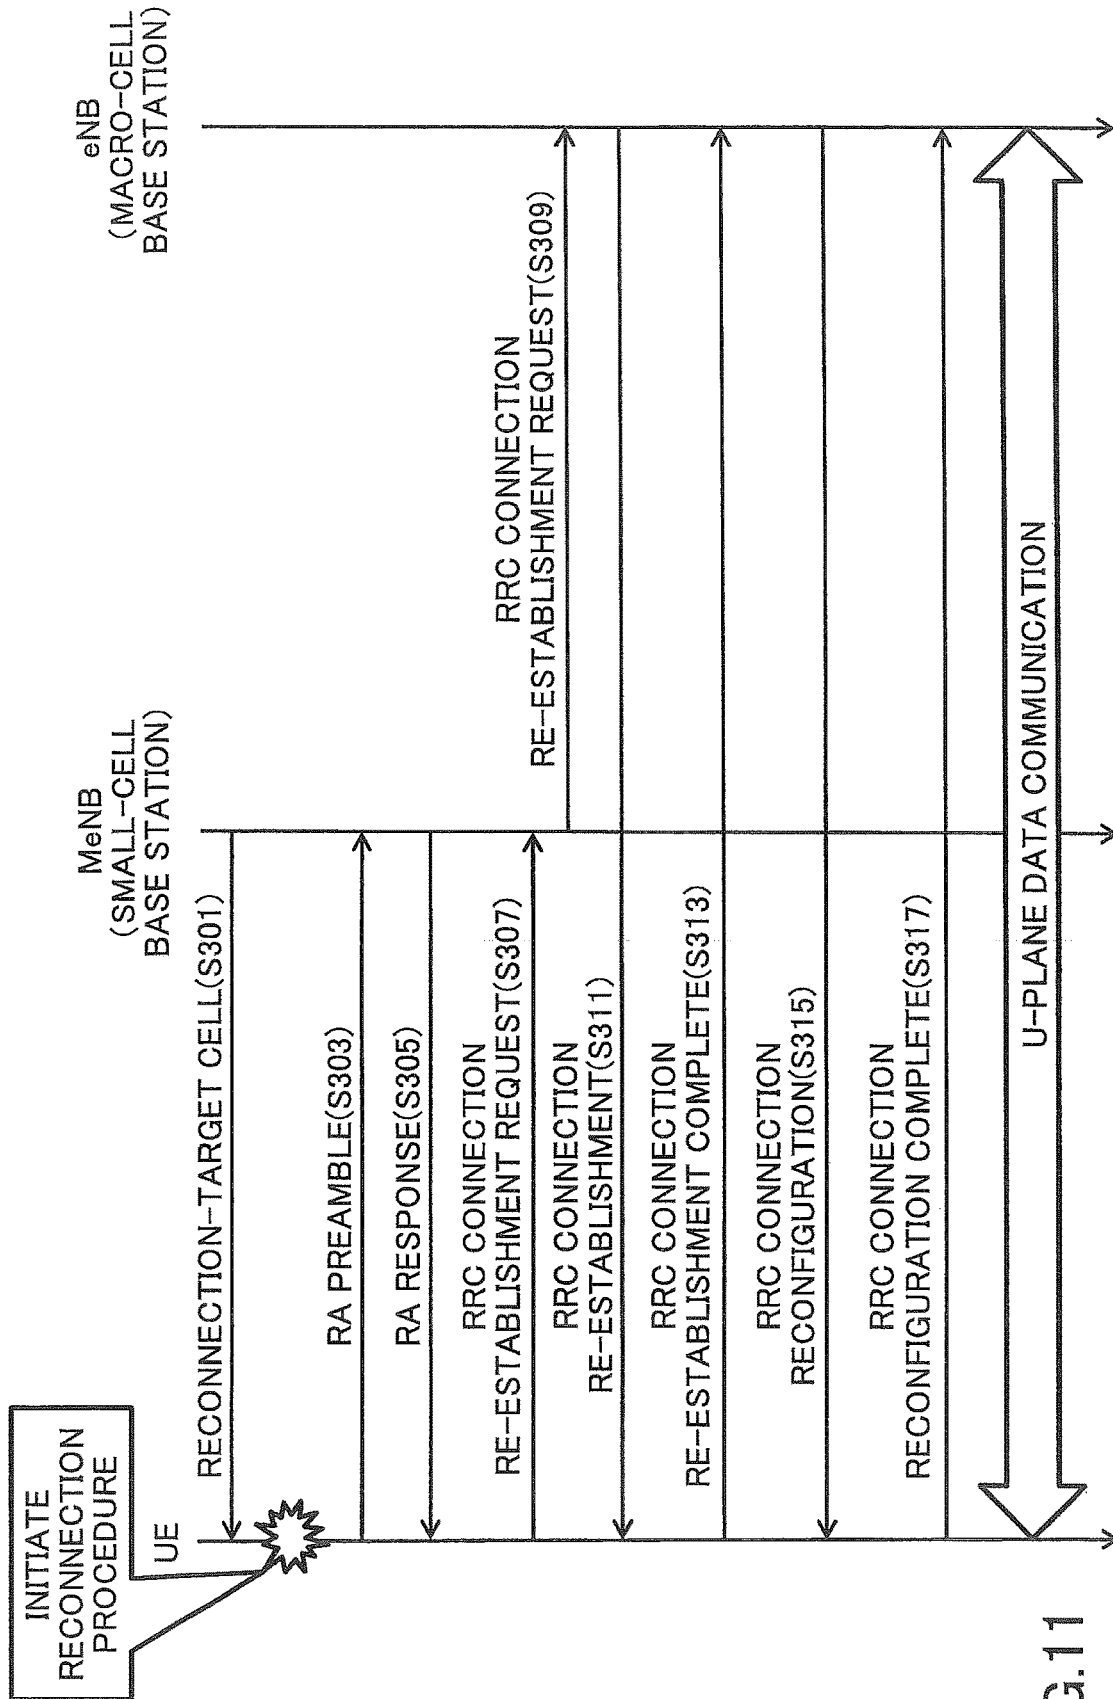 INITIATE
RECONNECTION
PROCEDURE
UE
MeNB
(SMALL-CELL
BASE STATION)
eNB
(MACRO-CELL
BASE STATION)
RECONNECTION-TARGET CELL(S301)
RA PREAMBLE(S303)
RA RESPONSE(S305)
RRC CONNECTION
RE-ESTABLISHMENT REQUEST(S307)
RRC CONNECTION
RE-ESTABLISHMENT REQUEST(S309)
RRC CONNECTION
RE-ESTABLISHMENT(S311)
RRC CONNECTION
RE-ESTABLISHMENT COMPLETE(S313)
RRC CONNECTION
RECONFIGURATION(S315)
RRC CONNECTION
RECONFIGURATION COMPLETE(S317)
U-PLANE DATA COMMUNICATION
G.11